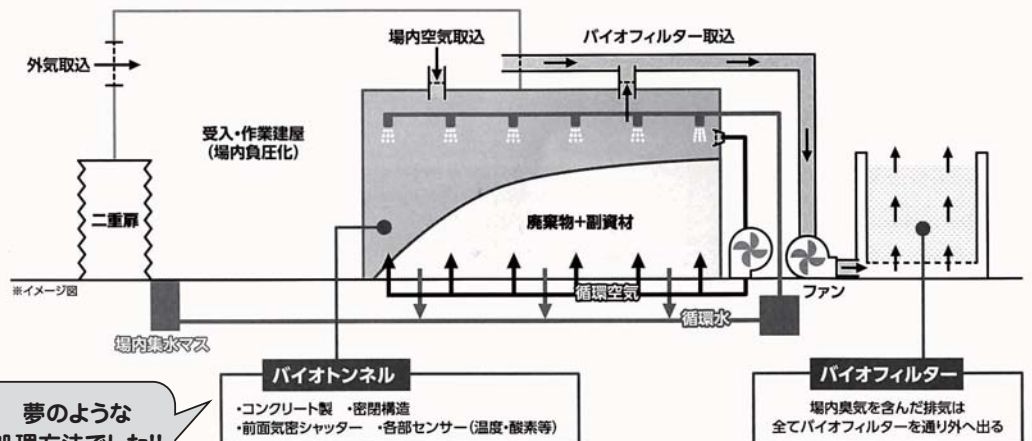 外気取込
場内空気取込
バイオフィルター取込
受入・作業建屋
(場内負圧化)
二重扉
廃棄物+副資材
※イメージ図
循環空気
ファン
循環水
場内集水マス
バイオトンネル
・コンクリート製 ・密閉構造
・前面気密シャッター ・各部センサー(温度・酸素等)
バイオフィルター
場内臭気を含んだ排気は
全てバイオフィルターを通り外へ出る
夢のような
処理方法でした!!